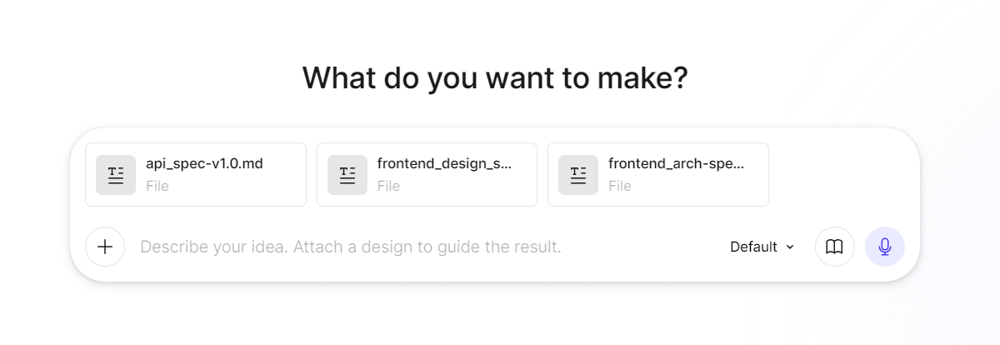 What do you want to make?
api_spec-v1.0.md
File
frontend_design_s...
File
frontend_arch-spe...
File
Describe your idea. Attach a design to guide the result.
Default